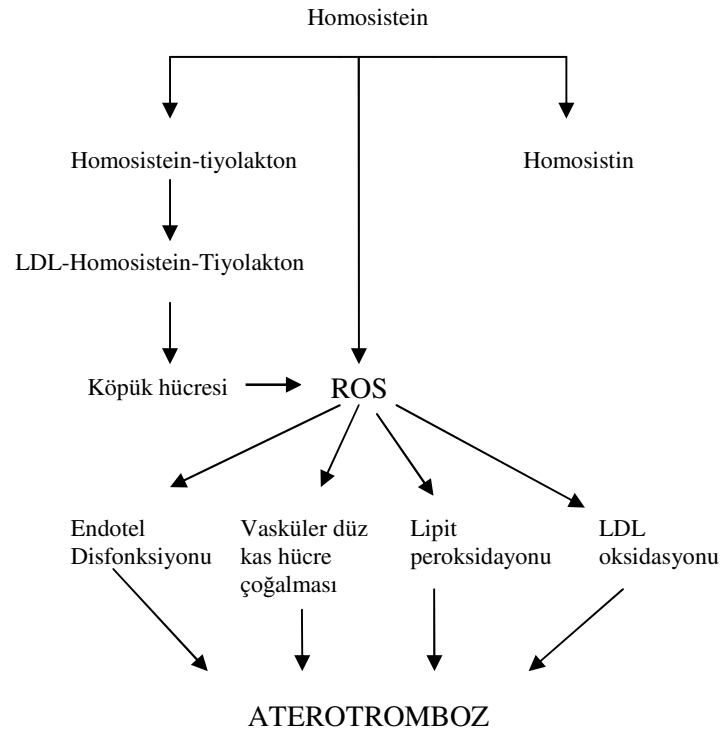 Homosistein
Homosistein-tiyolakton
Homosistin
LDL-Homosistein-Tiyolakton
Köpük hücresi
ROS
Endotel
Disfonksiyonu
Vasküler düz
kas hücre
çoğalması
Lipit
peroksidayonu
LDL
oksidasyonu
ATEROTROMBOZ